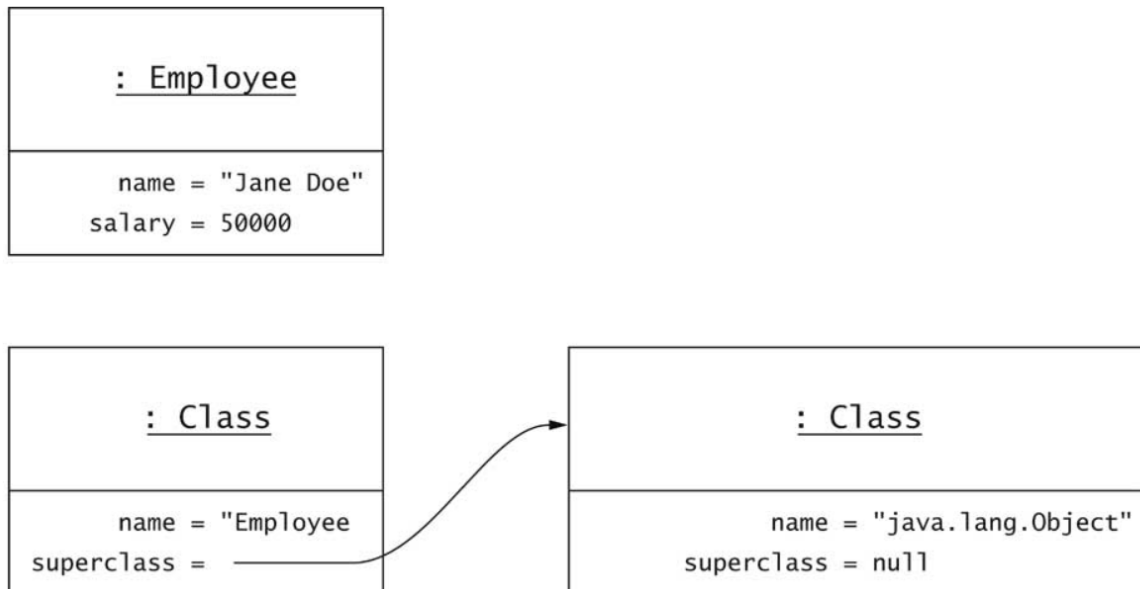 : Employee
name = "Jane Doe"
salary = 50000
: Class
name = "Employee
superclass =
: Class
name = "java.lang.Object"
superclass = null